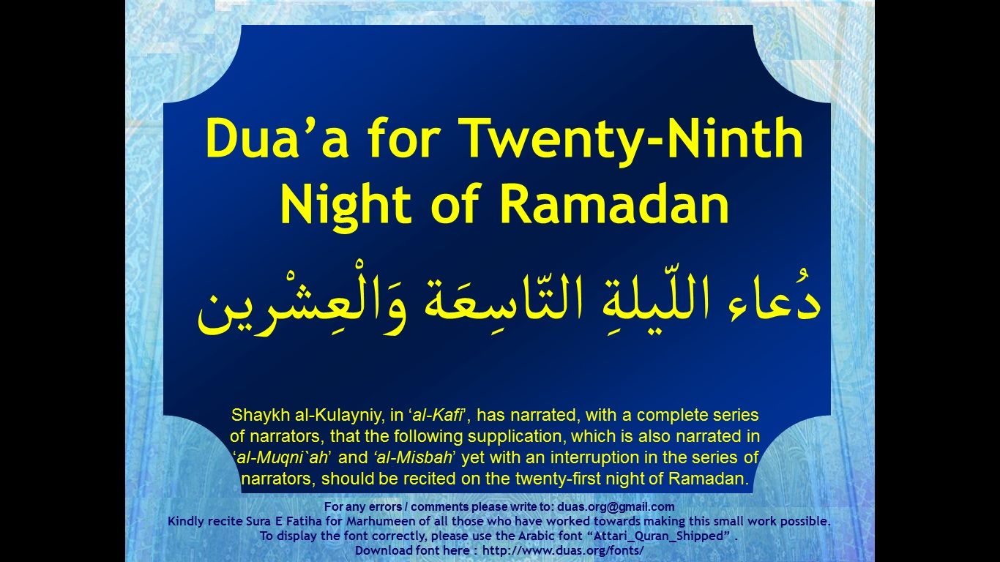 Dua’a for Twenty-Ninth
Night of Ramadan
دُعاء اللّيلةِ التّاسِعَة وَالْعِشْرين
Shaykh al-Kulayniy, in ‘al-Kafi’, has narrated, with a complete series
of narrators, that the following supplication, which is also narrated in
‘al-Muqni`ah’ and ‘al-Misbah’ yet with an interruption in the series of
narrators, should be recited on the twenty-first night of Ramadan.
For any errors / comments please write to: duas.org@gmail.com
Kindly recite Sura E Fatiha for Marhumeen of all those who have worked towards making this small work possible.
To display the font correctly, please use the Arabic font “Attari_Quran_Shipped” .
Download font here : http://www.duas.org/fonts/